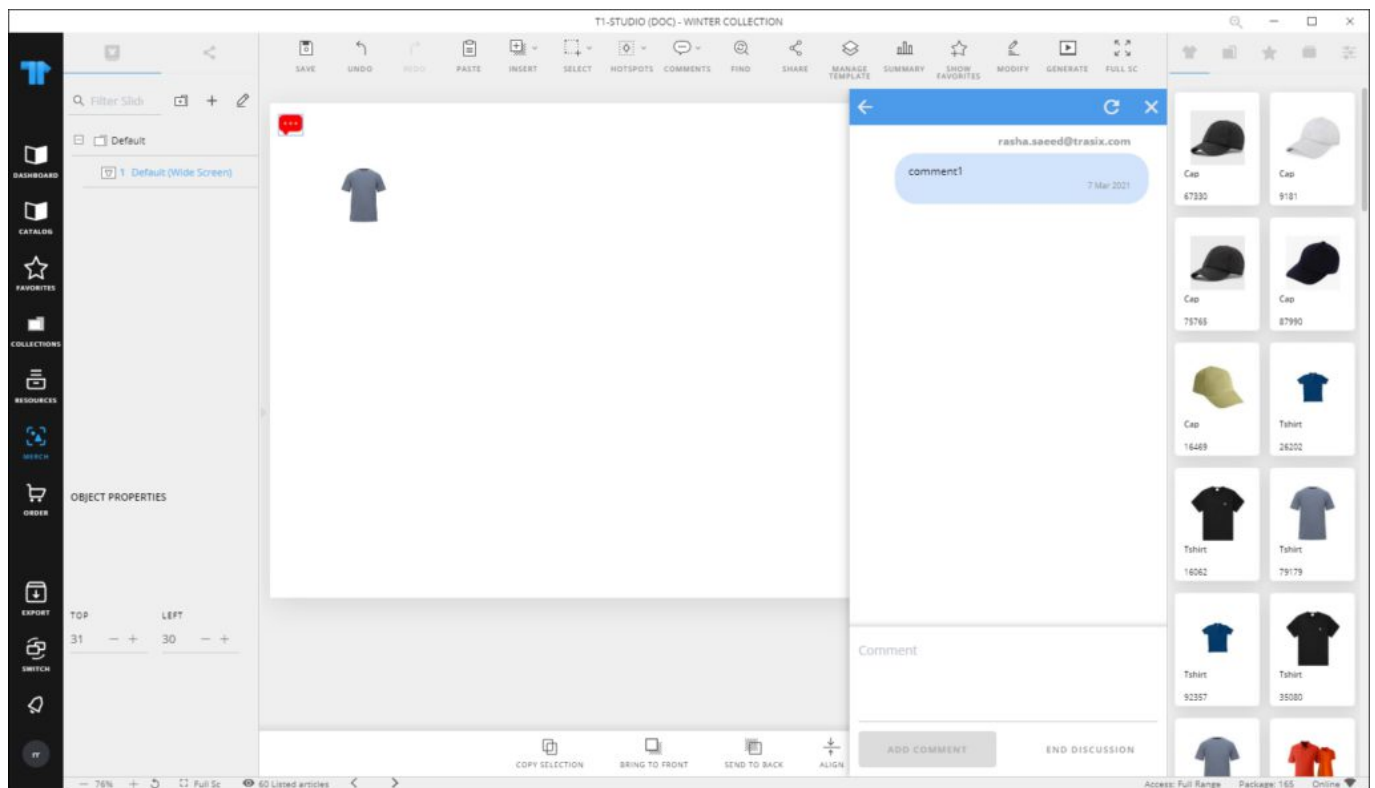 T1-STUDIO (DOC) - WINTER COLLECTION
SAVE
UNDO
REDO
PASTE
INSERT
SELECT
HOTSPOTS
COMMENTS
FIND
SHARE
MANAGE
TEMPLATE
SUMMARY
SHOW
FAVORITES
MODIFY
GENERATE
FULL SC
DASHBOARD
CATALOG
FAVORITES
COLLECTIONS
RESOURCES
MERCH
ORDER
EXPORT
SWITCH
Filter Slid
Default
1 Default (Wide Screen)
OBJECT PROPERTIES
TOP
LEFT
31 − +
30 − +
rasha.saeed@trasix.com
comment1
7 Mar 2021
Comment
ADD COMMENT
END DISCUSSION
COPY SELECTION
BRING TO FRONT
SEND TO BACK
ALIGN
Cap
67330
Cap
9181
Cap
75765
Cap
87990
Cap
16469
Tshirt
26202
Tshirt
16062
Tshirt
79179
Tshirt
92357
Tshirt
35080
− 76% +
Full Sc
60 Listed articles
Access: Full Range
Package: 165
Online